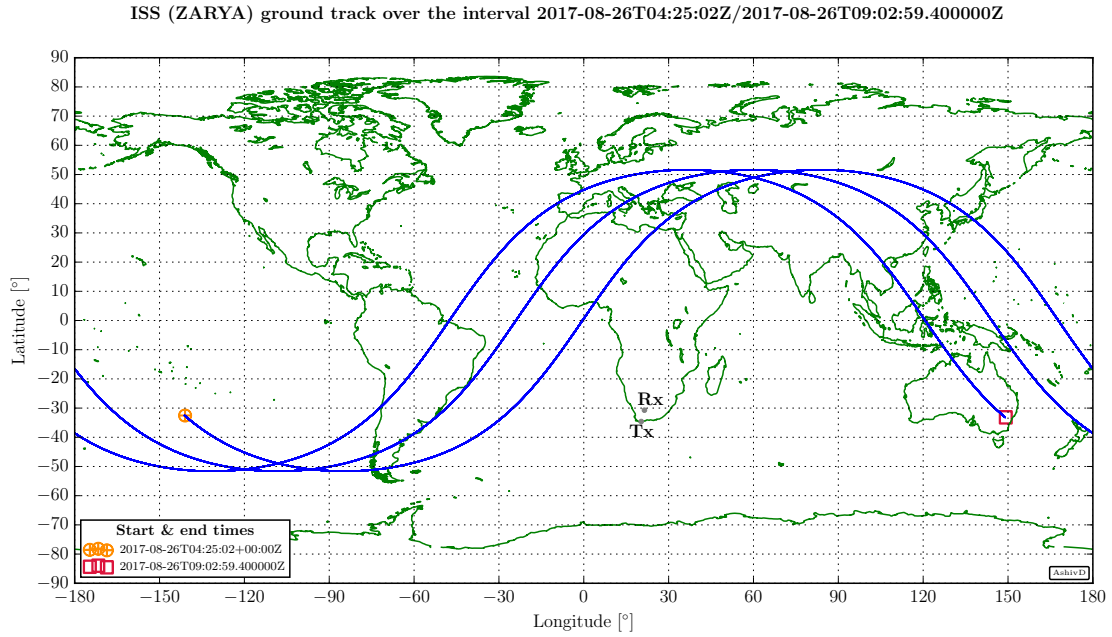 ISS (ZARYA) ground track over the interval 2017-08-26T04:25:02Z/2017-08-26T09:02:59.400000Z
90
80
70
60
50
40
30
20
10
0
−10
−20
−30
−40
−50
−60
−70
−80
−90
Latitude [°]
Rx
Tx
Start & end times
2017-08-26T04:25:02+00:00Z
2017-08-26T09:02:59.400000Z
AshivD
−180 −150 −120 −90 −60 −30 0 30 60 90 120 150 180
Longitude [°]